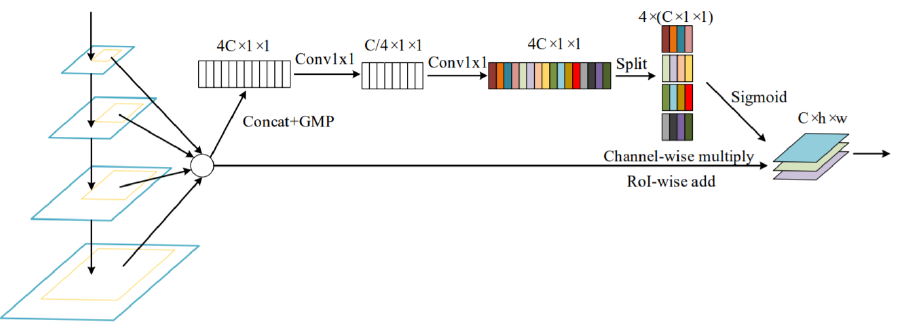 4×(C×1×1)
4C×1×1
C/4×1×1
4C×1×1
Conv1x1
Conv1x1
Split
Sigmoid
Concat+GMP
C×h×w
Channel-wise multiply
RoI-wise add